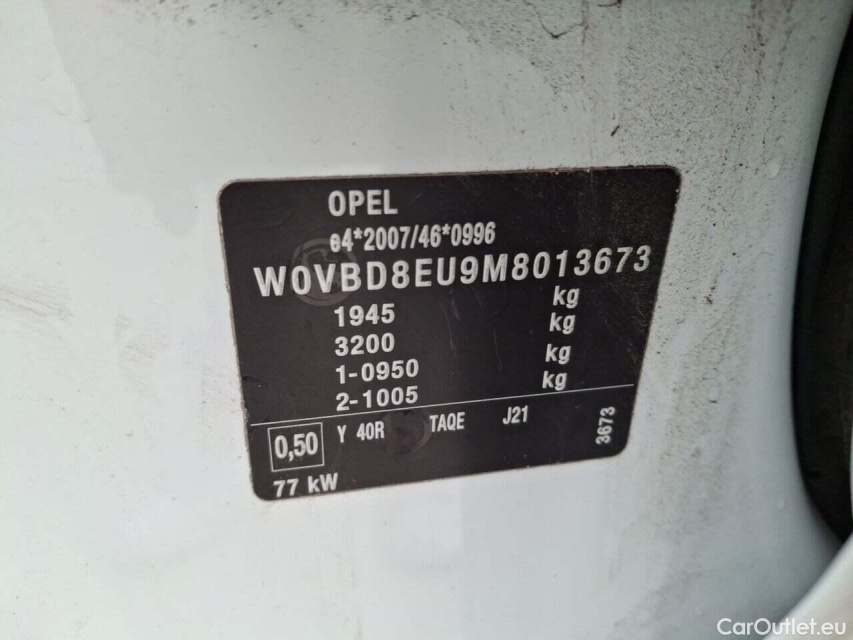 OPEL
e4*2007/46*0996
W0VBD8EU9M8013673
1945 kg
3200 kg
1-0950 kg
2-1005 kg
0,50 Y 40R TAQE J21 3673
77 kW
CarOutlet.eu